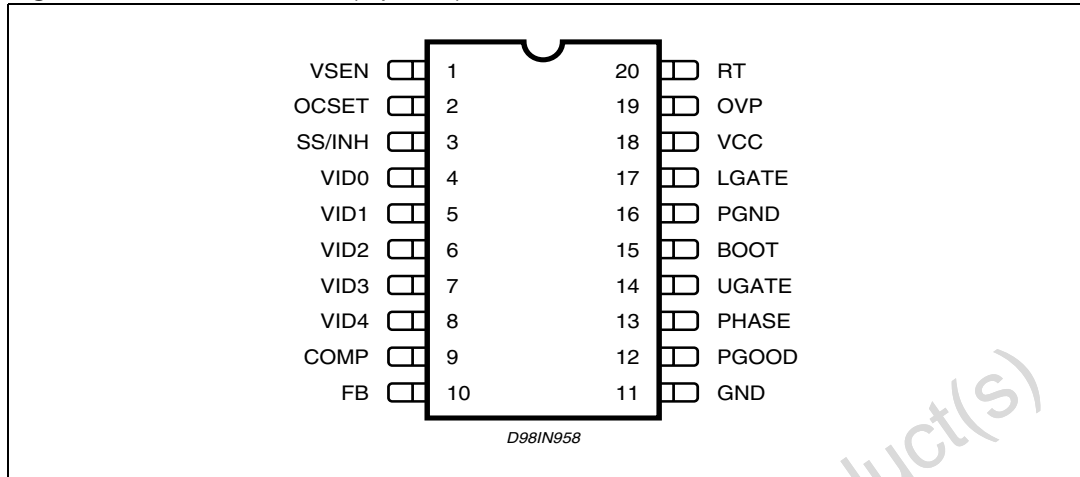 VSEN 1 20 RT
OCSET 2 19 OVP
SS/INH 3 18 VCC
VID0 4 17 LGATE
VID1 5 16 PGND
VID2 6 15 BOOT
VID3 7 14 UGATE
VID4 8 13 PHASE
COMP 9 12 PGOOD
FB 10 11 GND
D98IN958